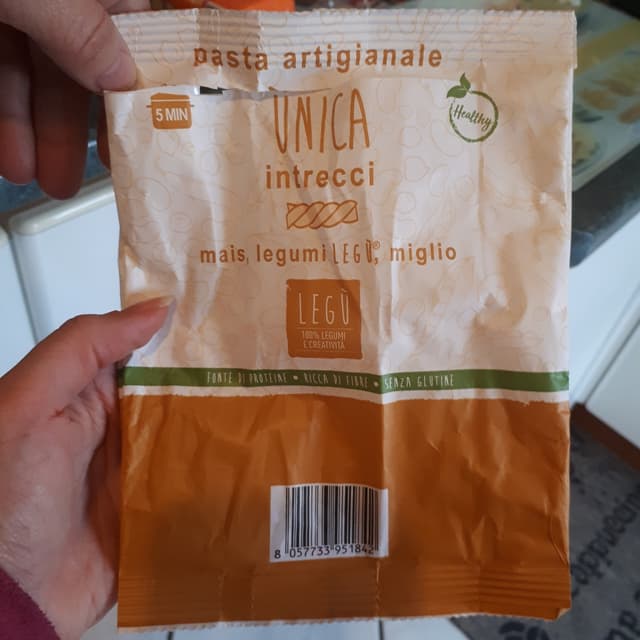 pasta artigianale
5 MIN
UNICA
Healthy
intrecci
mais, legumi LEGÙ®, miglio
LEGÙ
100% LEGUMI
E CREATIVITÀ
FONTE DI PROTEINE • RICCA DI FIBRE • SENZA GLUTINE
8 057733 951842